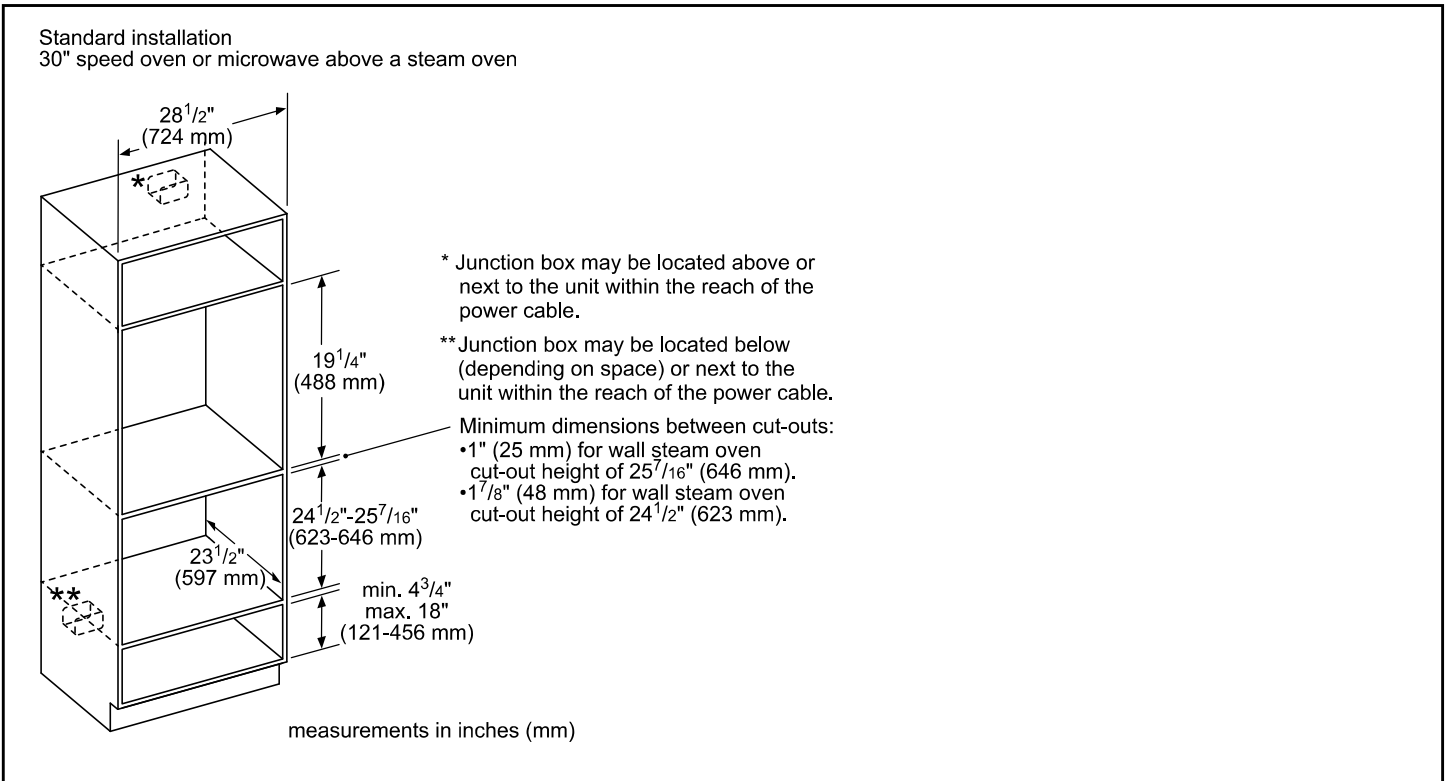 Standard installation
30" speed oven or microwave above a steam oven
28 1/2"
(724 mm)
*
* Junction box may be located above or
next to the unit within the reach of the
power cable.
**Junction box may be located below
(depending on space) or next to the
unit within the reach of the power cable.
19 1/4"
(488 mm)
Minimum dimensions between cut-outs:
•1" (25 mm) for wall steam oven
cut-out height of 25 7/16" (646 mm).
•1 7/8" (48 mm) for wall steam oven
cut-out height of 24 1/2" (623 mm).
24 1/2"-25 7/16"
(623-646 mm)
23 1/2"
(597 mm)
**
min. 4 3/4"
max. 18"
(121-456 mm)
measurements in inches (mm)